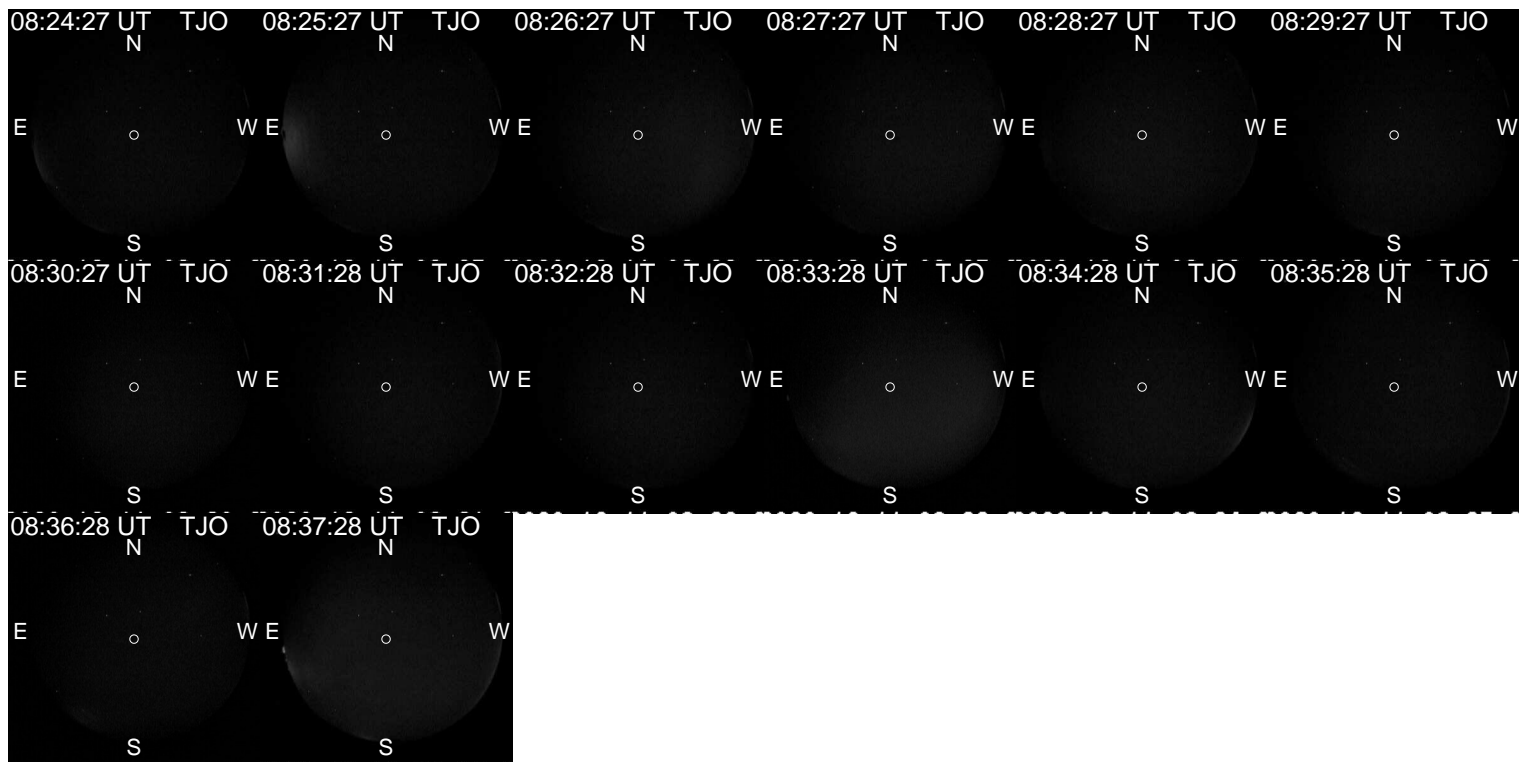 08:24:27 UT TJO 08:25:27 UT TJO 08:26:27 UT TJO 08:27:27 UT TJO 08:28:27 UT TJO 08:29:27 UT TJO
N N N N N N
E W E W E W E W E W E W
S S S S S S
08:30:27 UT TJO 08:31:28 UT TJO 08:32:28 UT TJO 08:33:28 UT TJO 08:34:28 UT TJO 08:35:28 UT TJO
N N N N N N
E W E W E W E W E W E W
S S S S S S
08:36:28 UT TJO 08:37:28 UT TJO
N N
E W E W
S S